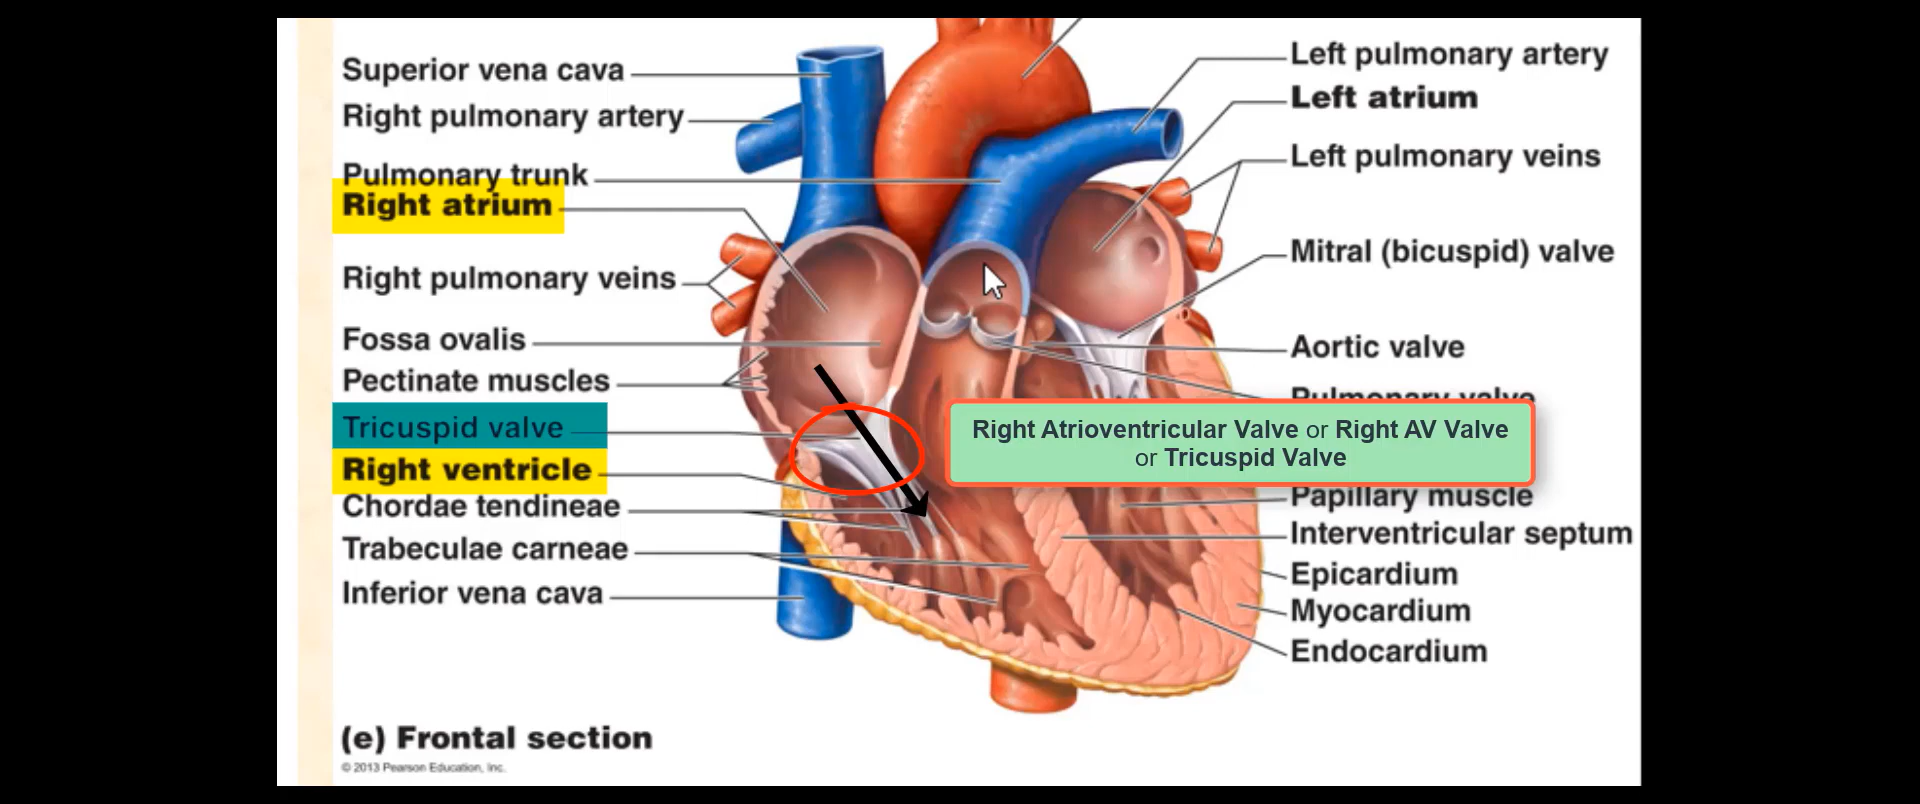 Superior vena cava
Right pulmonary artery
Pulmonary trunk
Right atrium
Right pulmonary veins
Fossa ovalis
Pectinate muscles
Tricuspid valve
Right ventricle
Chordae tendineae
Trabeculae carneae
Inferior vena cava
Left pulmonary artery
Left atrium
Left pulmonary veins
Mitral (bicuspid) valve
Aortic valve
Pulmonary valve
Right Atrioventricular Valve or Right AV Valve
or Tricuspid Valve
Papillary muscle
Interventricular septum
Epicardium
Myocardium
Endocardium
(e) Frontal section
© 2013 Pearson Education, Inc.